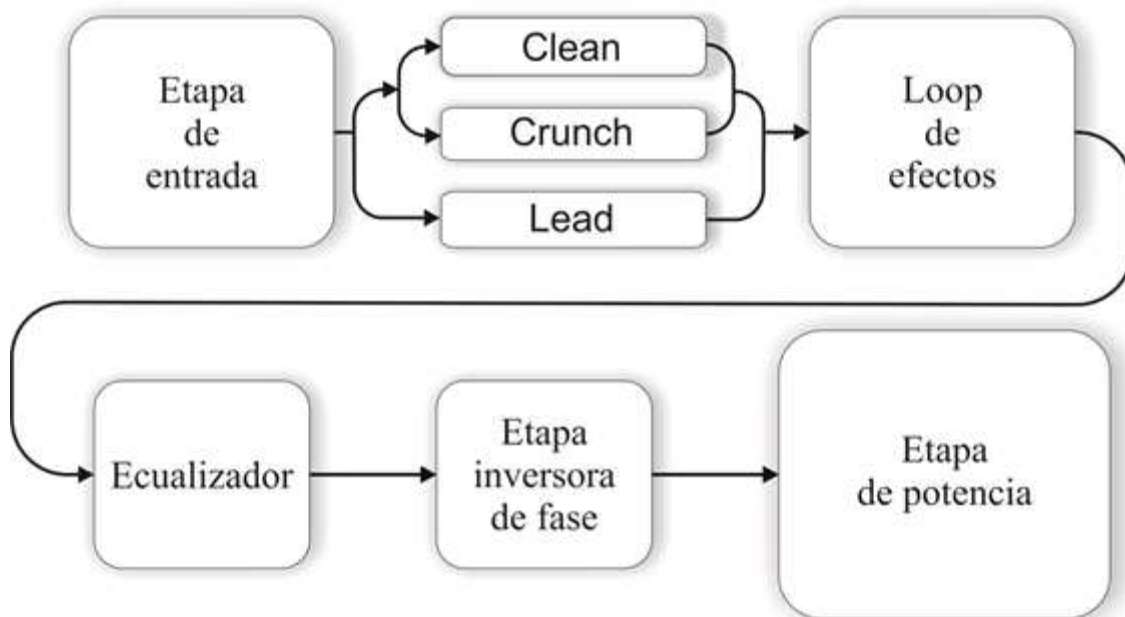 Etapa
de
entrada
Clean
Crunch
Lead
Loop
de
efectos
Ecualizador
Etapa
inversora
de fase
Etapa
de potencia